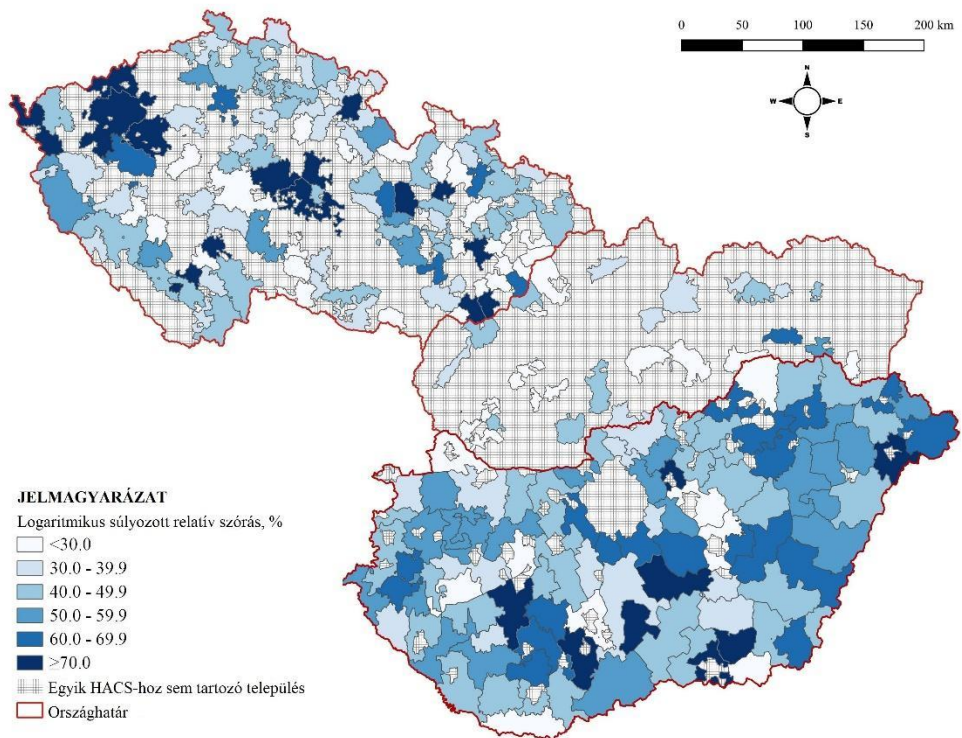 0 50 100 150 200 km
N
W E
S
JELMAGYARÁZAT
Logaritmikus súlyozott relatív szórás, %
<30.0
30.0 - 39.9
40.0 - 49.9
50.0 - 59.9
60.0 - 69.9
>70.0
Egyik HACS-hoz sem tartozó település
Országhatár